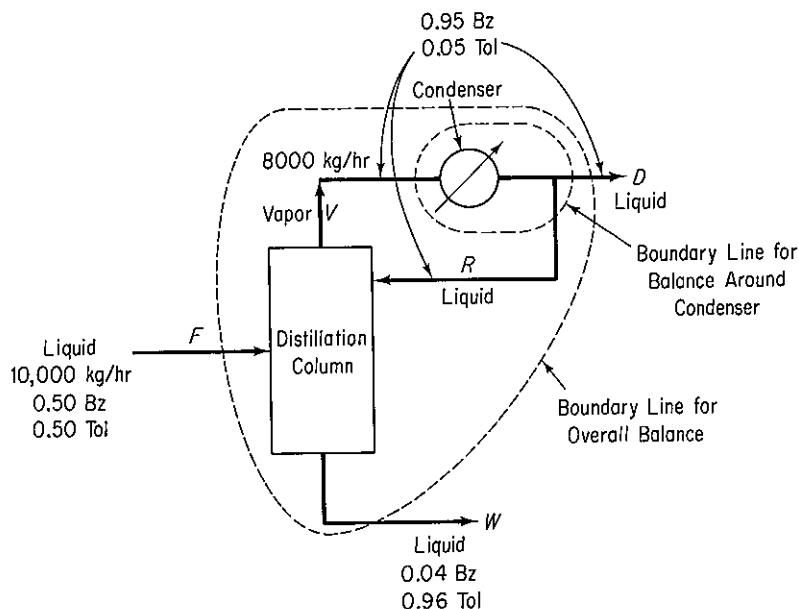 0.95 Bz
0.05 Tol
Condenser
8000 kg/hr
D
Liquid
Vapor V
R
Liquid
Boundary Line for
Balance Around
Condenser
F
Liquid
10,000 kg/hr
0.50 Bz
0.50 Tol
Distillation
Column
Boundary Line for
Overall Balance
W
Liquid
0.04 Bz
0.96 Tol